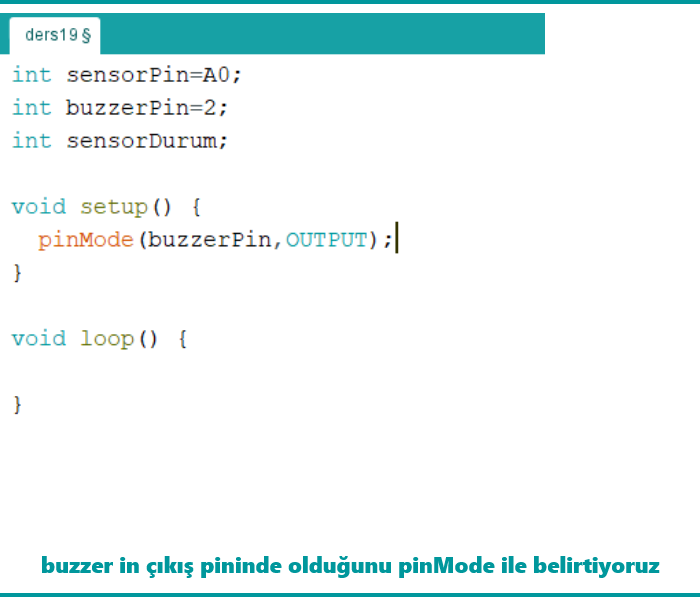 ders19 §
int sensorPin=A0;
int buzzerPin=2;
int sensorDurum;
void setup() {
pinMode(buzzerPin,OUTPUT);
}
void loop() {
}
buzzer in çıkış pininde olduğunu pinMode ile belirtiyoruz